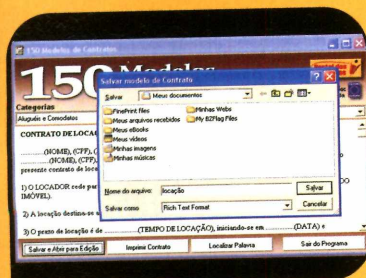 150 Modelos de Contratos
150 Modelos
Categorias
Aluguéis e Comodatos
CONTRATO DE LOCA
(NOME), (CPF), (
(NOME), (CPF),
presente contrato de loca
1) O LOCADOR cede par
DO
IMÓVEL).
2) A locação destina-se a
3) O prazo de locação é de (TEMPO DE LOCAÇÃO), iniciando-se em (DATA) e
Salvar e Abrir para Edição
Imprimir Contrato
Localizar Palavra
Sair do Programa
Salvar modelo de Contrato
Salvar
Meus documentos
FinePrint files
Meus arquivos recebidos
Meus eBooks
Meus vídeos
Minhas imagens
Minhas músicas
Minhas Webs
My BZFlag Files
Nome do arquivo: locação
Salvar
Salvar como Rich Text Format
Cancelar